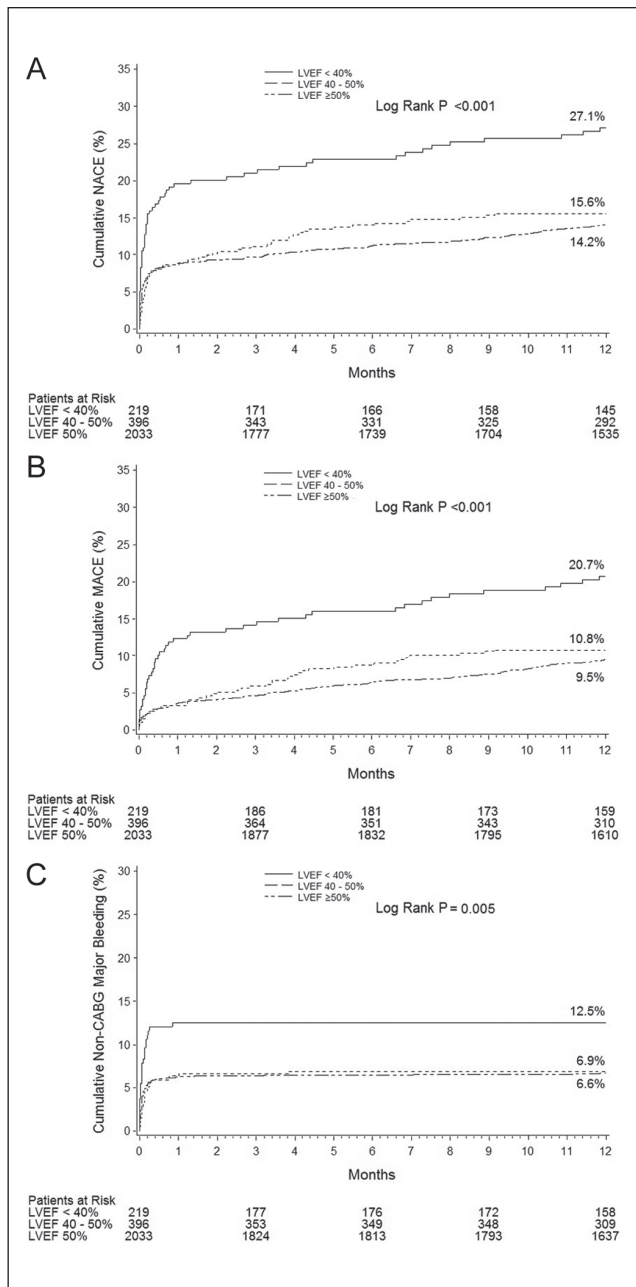 A
35
30
25
20
15
10
5
0
Cumulative NACE (%)
LVEF < 40%
LVEF 40 - 50%
LVEF ≥50%
Log Rank P <0.001
27.1%
15.6%
14.2%
0 1 2 3 4 5 6 7 8 9 10 11 12
Months
Patients at Risk
LVEF < 40% 219 171 166 158 145
LVEF 40 - 50% 396 343 331 325 292
LVEF 50% 2033 1777 1739 1704 1535
B
35
30
25
20
15
10
5
0
Cumulative MACE (%)
LVEF < 40%
LVEF 40 - 50%
LVEF ≥50%
Log Rank P <0.001
20.7%
10.8%
9.5%
0 1 2 3 4 5 6 7 8 9 10 11 12
Months
Patients at Risk
LVEF < 40% 219 186 181 173 159
LVEF 40 - 50% 396 364 351 343 310
LVEF 50% 2033 1877 1832 1795 1610
C
30
25
20
15
10
5
0
Cumulative Non-CABG Major Bleeding (%)
LVEF < 40%
LVEF 40 - 50%
LVEF ≥50%
Log Rank P = 0.005
12.5%
6.9%
6.6%
0 1 2 3 4 5 6 7 8 9 10 11 12
Months
Patients at Risk
LVEF < 40% 219 177 176 172 158
LVEF 40 - 50% 396 353 349 348 309
LVEF 50% 2033 1824 1813 1793 1637